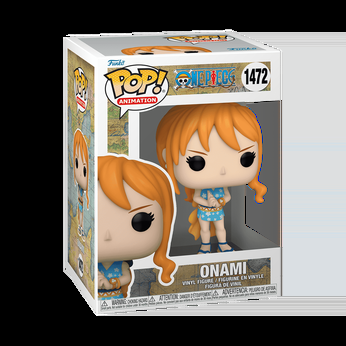 Funko
POP!
ANIMATION
ONE PIECE
1472
ONAMI
VINYL FIGURE / FIGURINE EN VINYLE
FIGURA DE VINIL